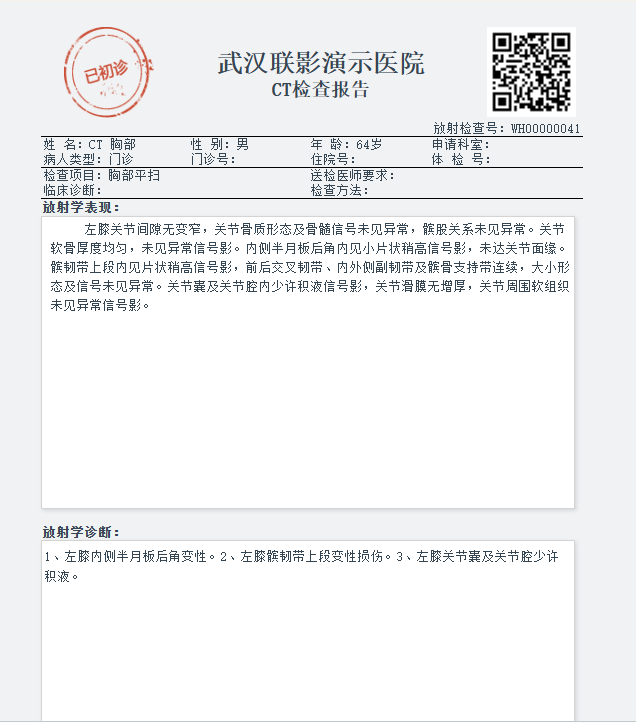 已初诊
武汉联影演示医院
CT检查报告
放射检查号：WH00000041
姓 名：CT 胸部 性 别：男 年 龄：64岁 申请科室：
病人类型：门诊 门诊号： 住院号： 体 检 号：
检查项目：胸部平扫 送检医师要求：
临床诊断： 检查方法：
放射学表现：
左膝关节间隙无变窄，关节骨质形态及骨髓信号未见异常，髌股关系未见异常。关节
软骨厚度均匀，未见异常信号影。内侧半月板后角内见小片状稍高信号影，未达关节面缘。
髌韧带上段内见片状稍高信号影，前后交叉韧带、内外侧副韧带及髌骨支持带连续，大小形
态及信号未见异常。关节囊及关节腔内少许积液信号影，关节滑膜无增厚，关节周围软组织
未见异常信号影。
放射学诊断：
1、左膝内侧半月板后角变性。2、左膝髌韧带上段变性损伤。3、左膝关节囊及关节腔少许
积液。